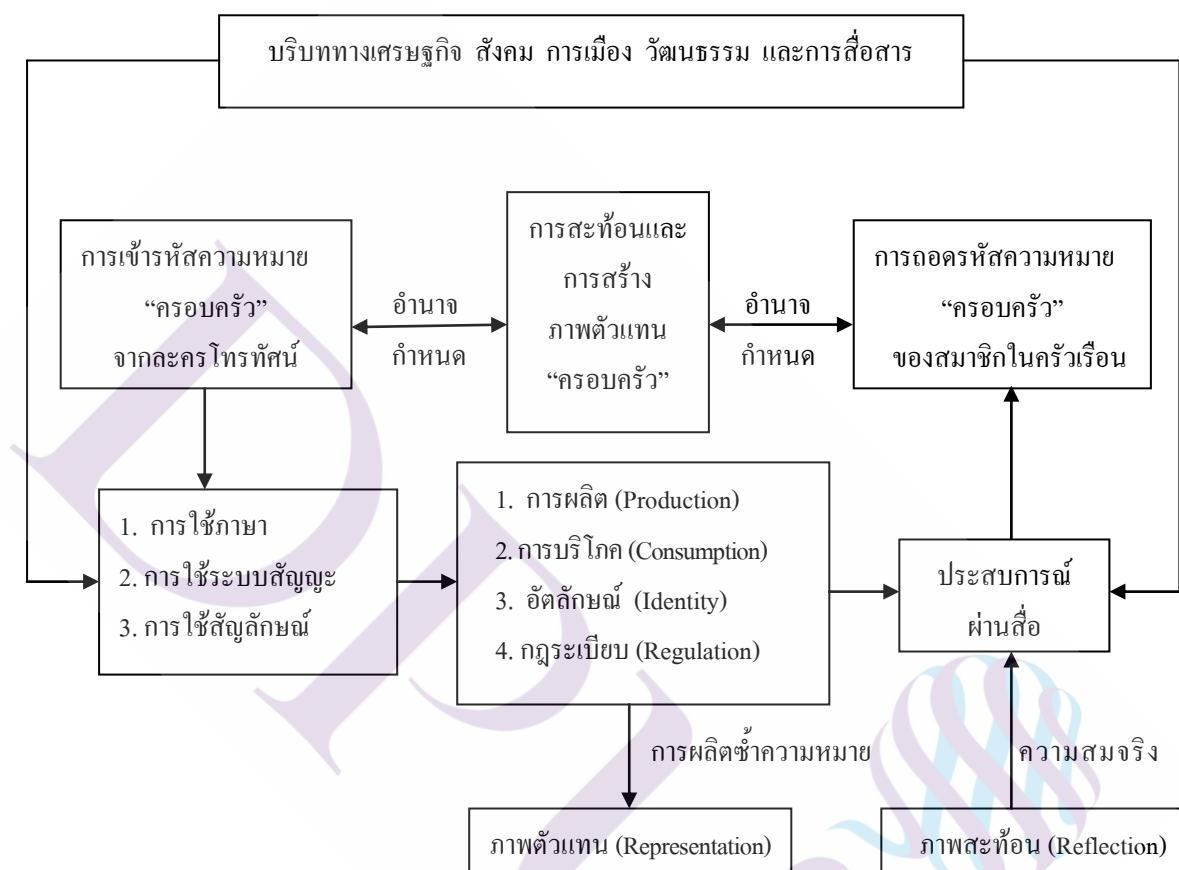 บริบททางเศรษฐกิจ สังคม การเมือง วัฒนธรรม และการสื่อสาร
การเข้ารหัสความหมาย
“ครอบครัว”
จากละครโทรทัศน์
อำนาจ
กำหนด
การสะท้อนและ
การสร้าง
ภาพตัวแทน
“ครอบครัว”
อำนาจ
กำหนด
การถอดรหัสความหมาย
“ครอบครัว”
ของสมาชิกในครัวเรือน
1. การใช้ภาษา
2. การใช้ระบบสัญญะ
3. การใช้สัญลักษณ์
1. การผลิต (Production)
2. การบริโภค (Consumption)
3. อัตลักษณ์ (Identity)
4. กฎระเบียบ (Regulation)
ประสบการณ์
ผ่านสื่อ
การผลิตซ้ำความหมาย
ความสมจริง
ภาพตัวแทน (Representation)
ภาพสะท้อน (Reflection)